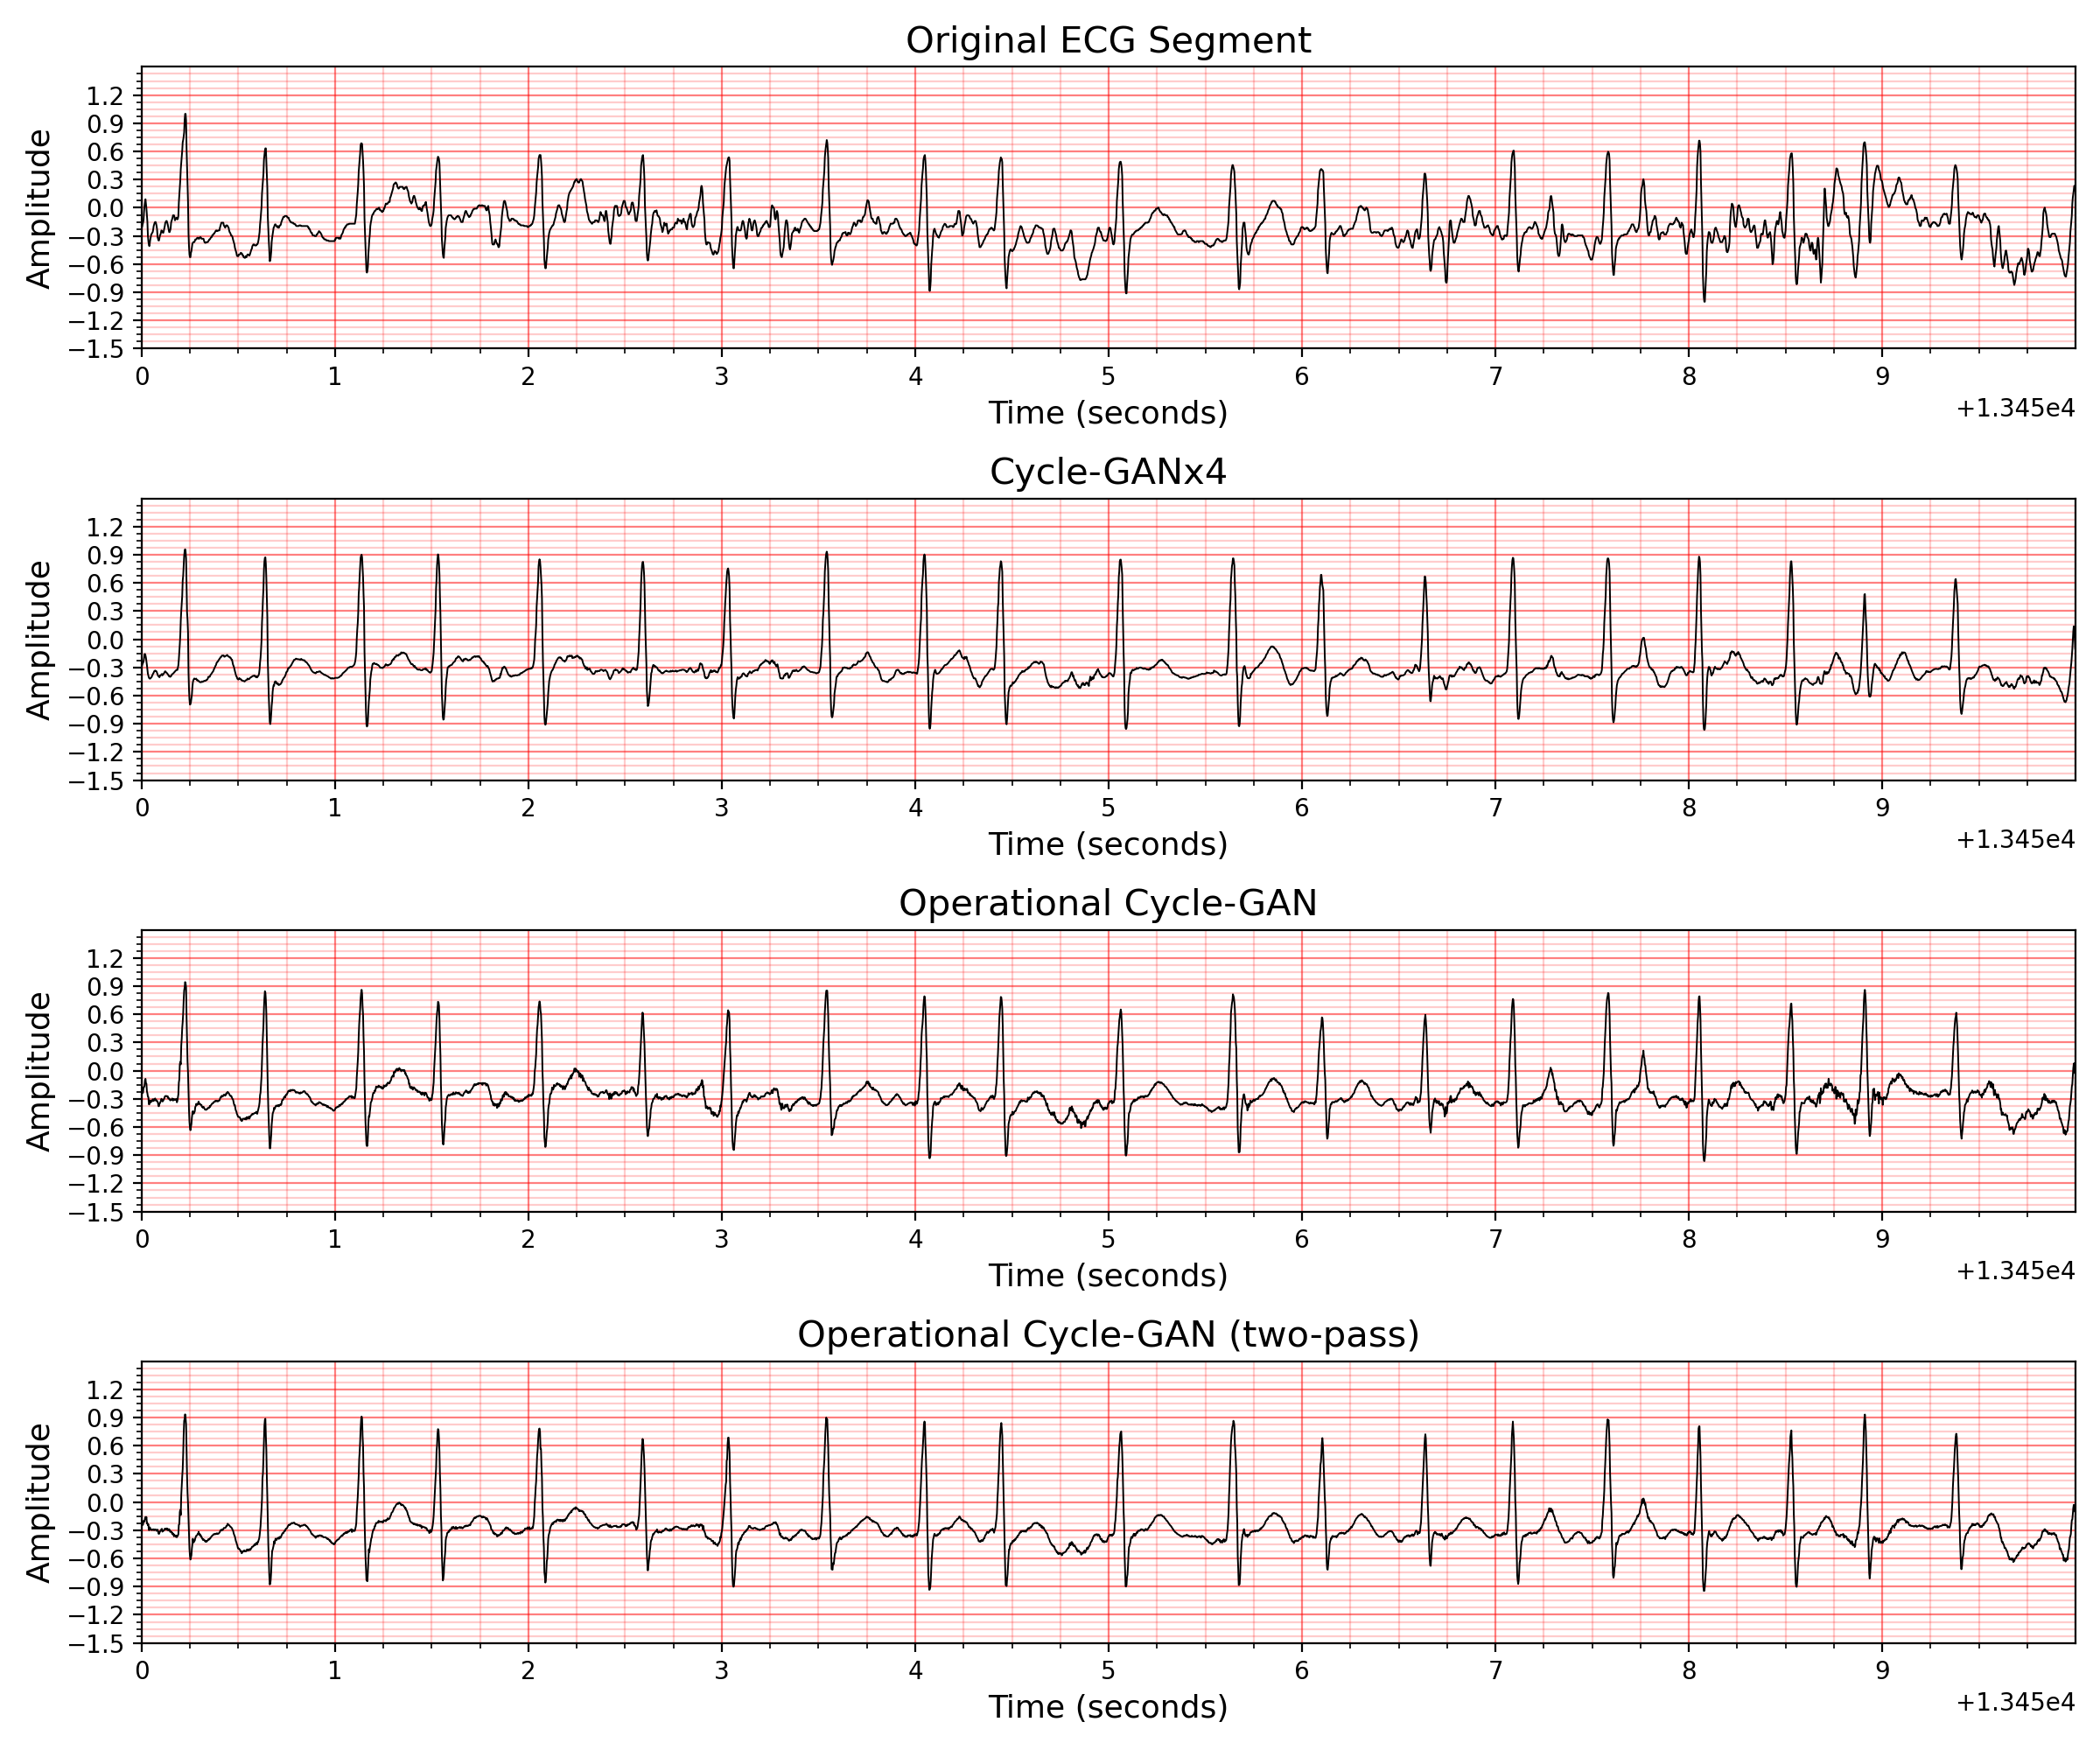 Original ECG Segment
Amplitude
1.2
0.9
0.6
0.3
0.0
−0.3
−0.6
−0.9
−1.2
−1.5
0 1 2 3 4 5 6 7 8 9
Time (seconds)
+1.345e4
Cycle-GANx4
Amplitude
1.2
0.9
0.6
0.3
0.0
−0.3
−0.6
−0.9
−1.2
−1.5
0 1 2 3 4 5 6 7 8 9
Time (seconds)
+1.345e4
Operational Cycle-GAN
Amplitude
1.2
0.9
0.6
0.3
0.0
−0.3
−0.6
−0.9
−1.2
−1.5
0 1 2 3 4 5 6 7 8 9
Time (seconds)
+1.345e4
Operational Cycle-GAN (two-pass)
Amplitude
1.2
0.9
0.6
0.3
0.0
−0.3
−0.6
−0.9
−1.2
−1.5
0 1 2 3 4 5 6 7 8 9
Time (seconds)
+1.345e4